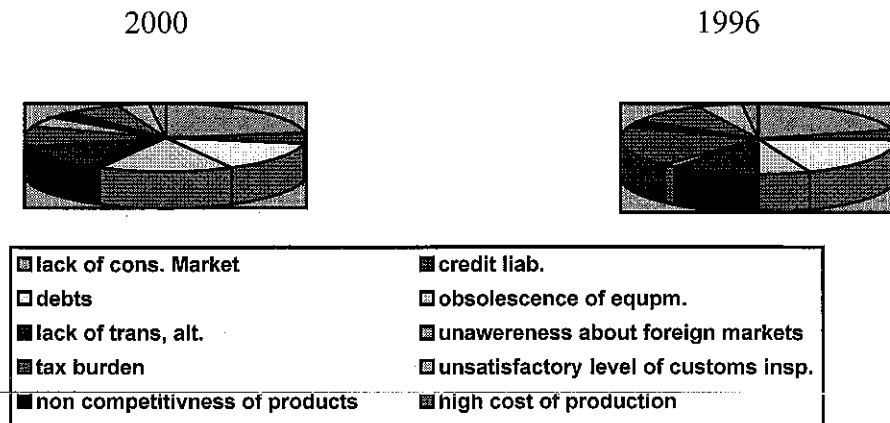 2000 1996
lack of cons. Market credit liab.
debts obsolescence of equpm.
lack of trans, alt. unawereness about foreign markets
tax burden unsatisfactory level of customs insp.
non competitivness of products high cost of production